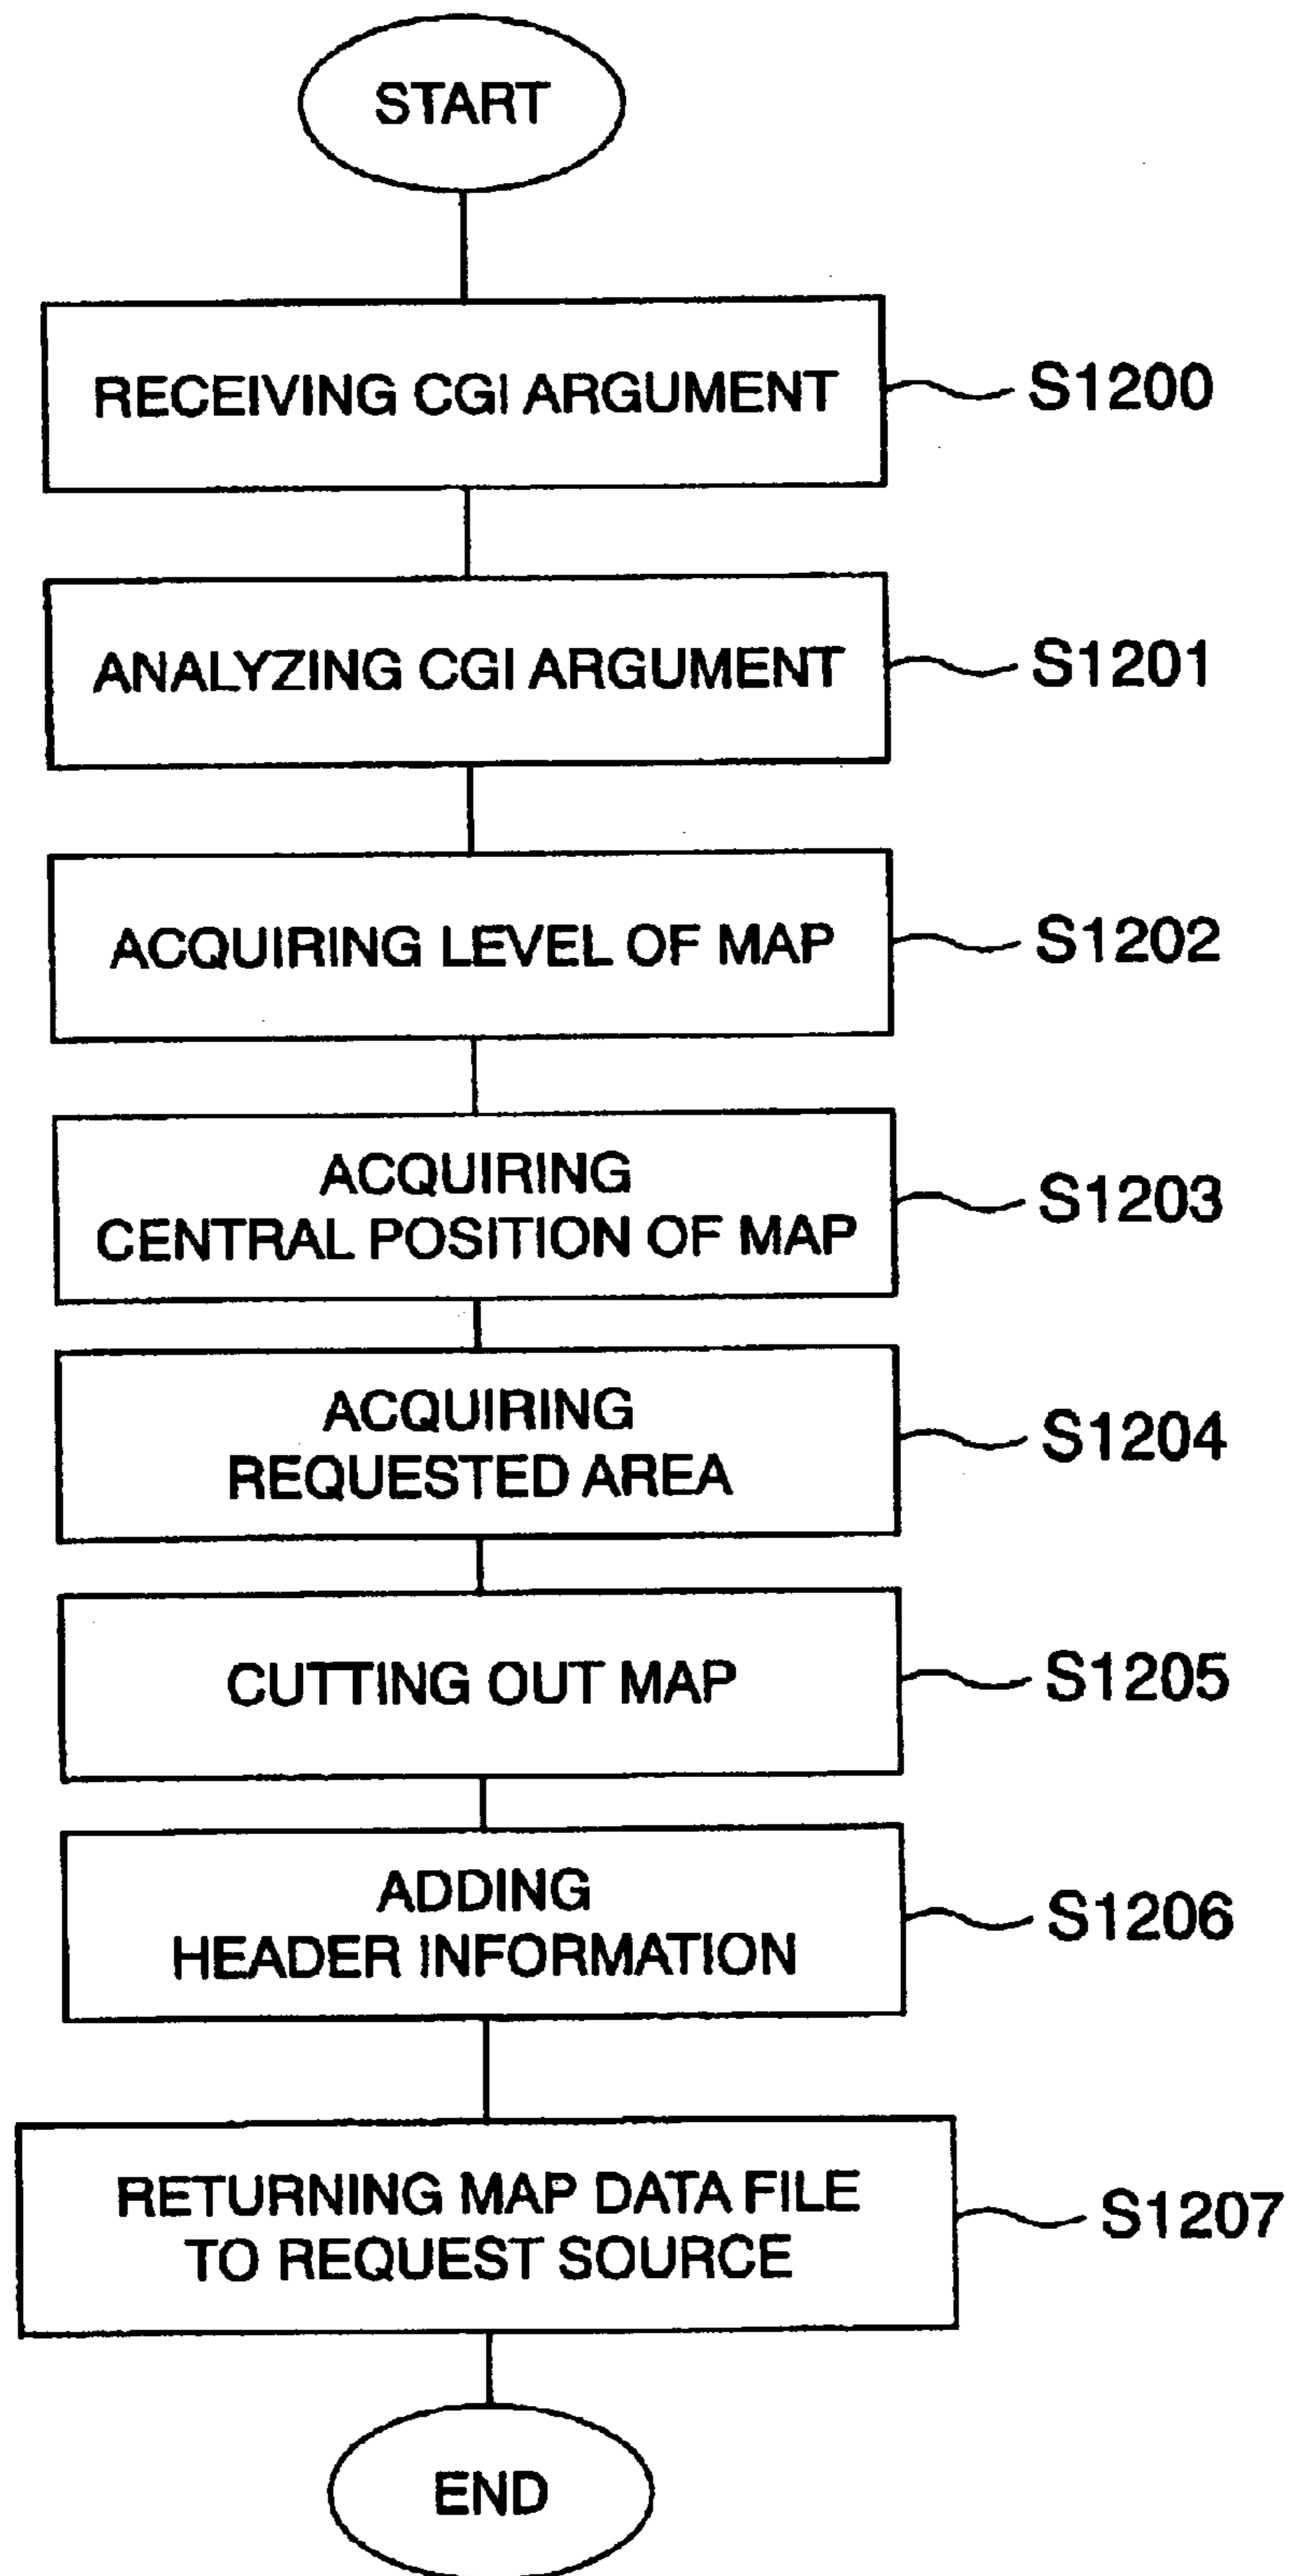 START
RECEIVING CGI ARGUMENT
S1200
ANALYZING CGI ARGUMENT
S1201
ACQUIRING LEVEL OF MAP
S1202
ACQUIRING
CENTRAL POSITION OF MAP
S1203
ACQUIRING
REQUESTED AREA
S1204
CUTTING OUT MAP
S1205
ADDING
HEADER INFORMATION
S1206
RETURNING MAP DATA FILE
TO REQUEST SOURCE
S1207
END